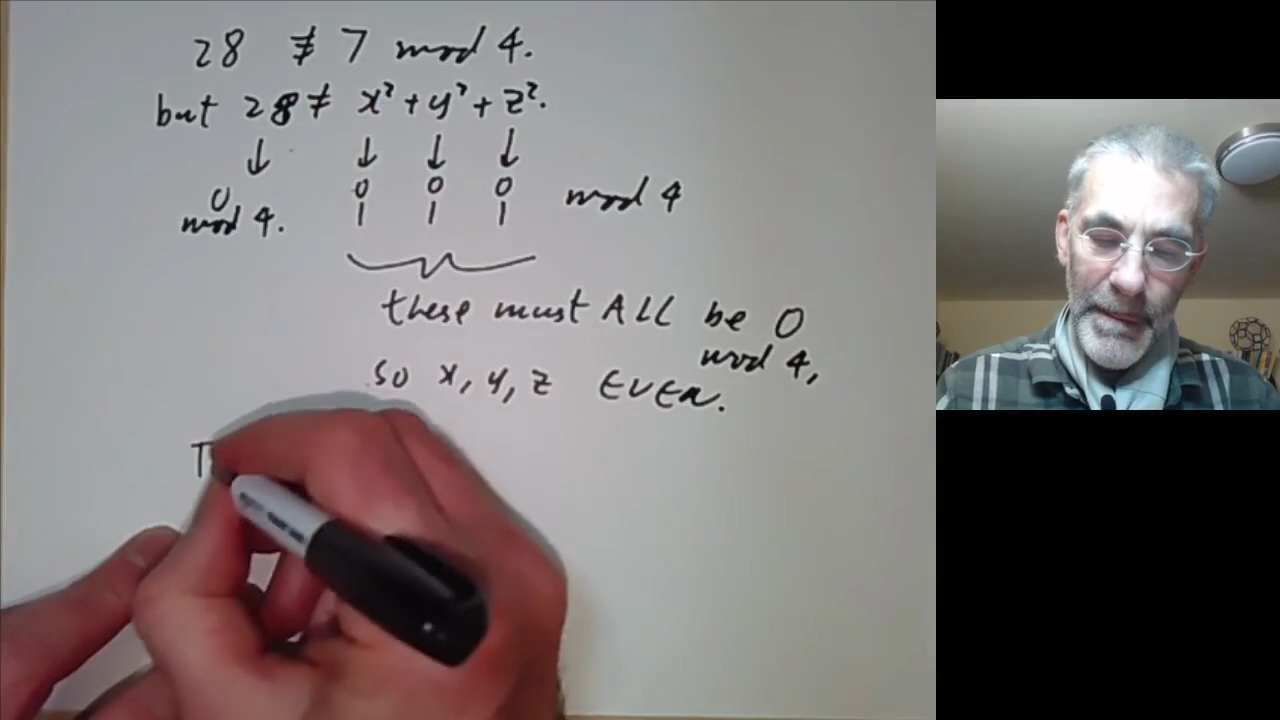 28 ≢ 7 mod 4.
but 28 ≠ x² + y² + z².
↓ ↓ ↓ ↓
0 0 0 0
mod 4. 1 1 1 mod 4
these must ALL be 0
mod 4,
so x, y, z EVEN.
T